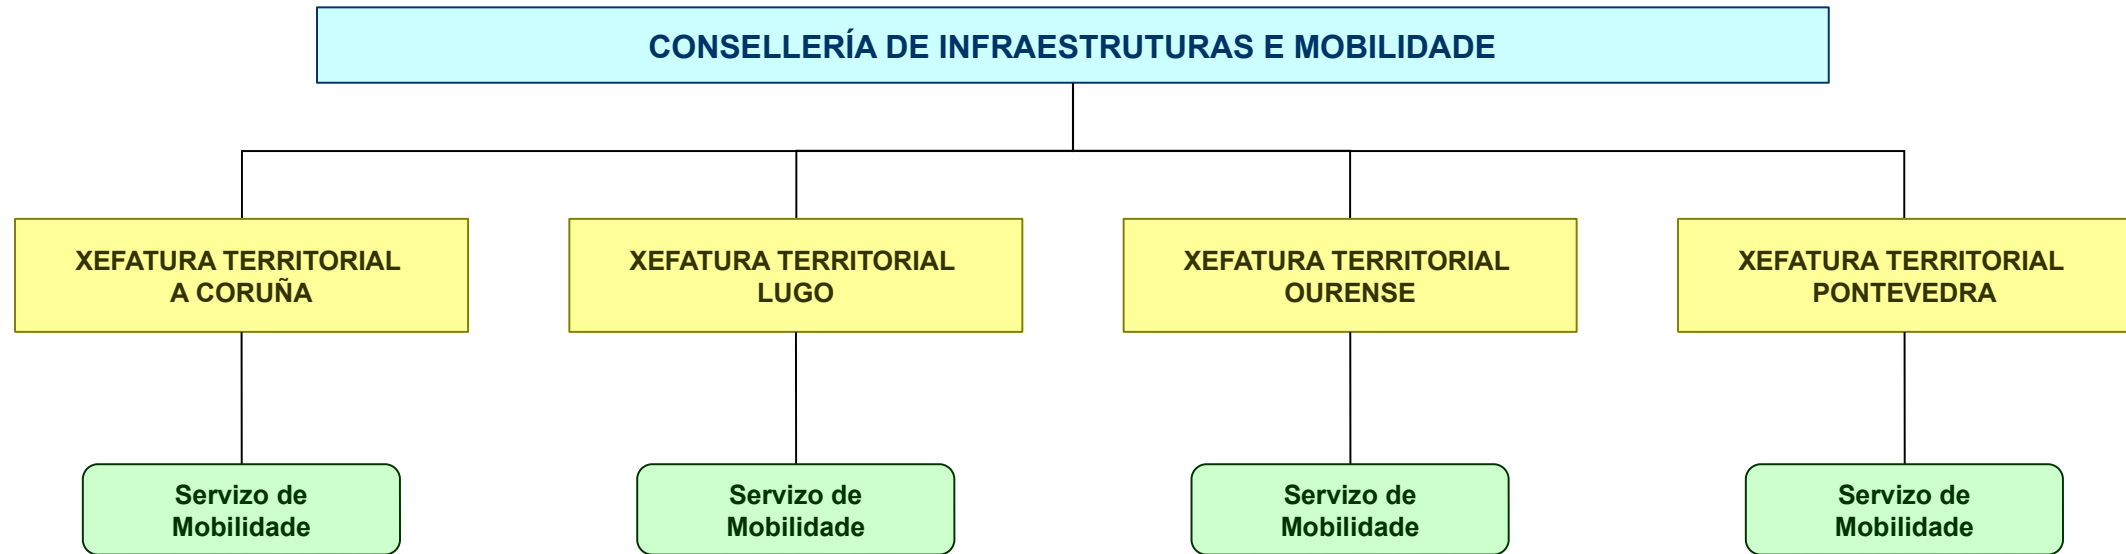 CONSELLERÍA DE INFRAESTRUTURAS E MOBILIDADE
XEFATURA TERRITORIAL
A CORUÑA
XEFATURA TERRITORIAL
LUGO
XEFATURA TERRITORIAL
OURENSE
XEFATURA TERRITORIAL
PONTEVEDRA
Servizo de
Mobilidade
Servizo de
Mobilidade
Servizo de
Mobilidade
Servizo de
Mobilidade